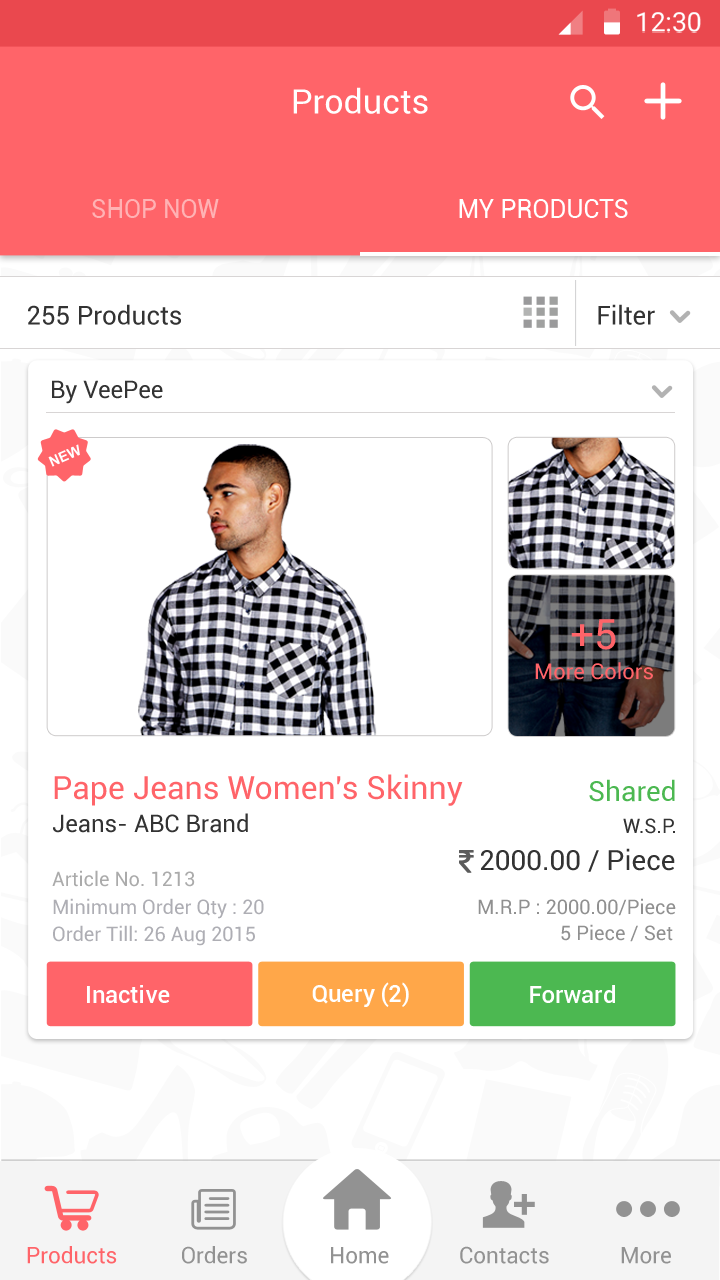 12:30
Products
SHOP NOW
MY PRODUCTS
255 Products
Filter
By VeePee
NEW
+5
More Colors
Pape Jeans Women's Skinny
Shared
Jeans- ABC Brand
W.S.P.
₹ 2000.00 / Piece
Article No. 1213
Minimum Order Qty : 20
M.R.P : 2000.00/Piece
Order Till: 26 Aug 2015
5 Piece / Set
Inactive
Query (2)
Forward
Products
Orders
Home
Contacts
More